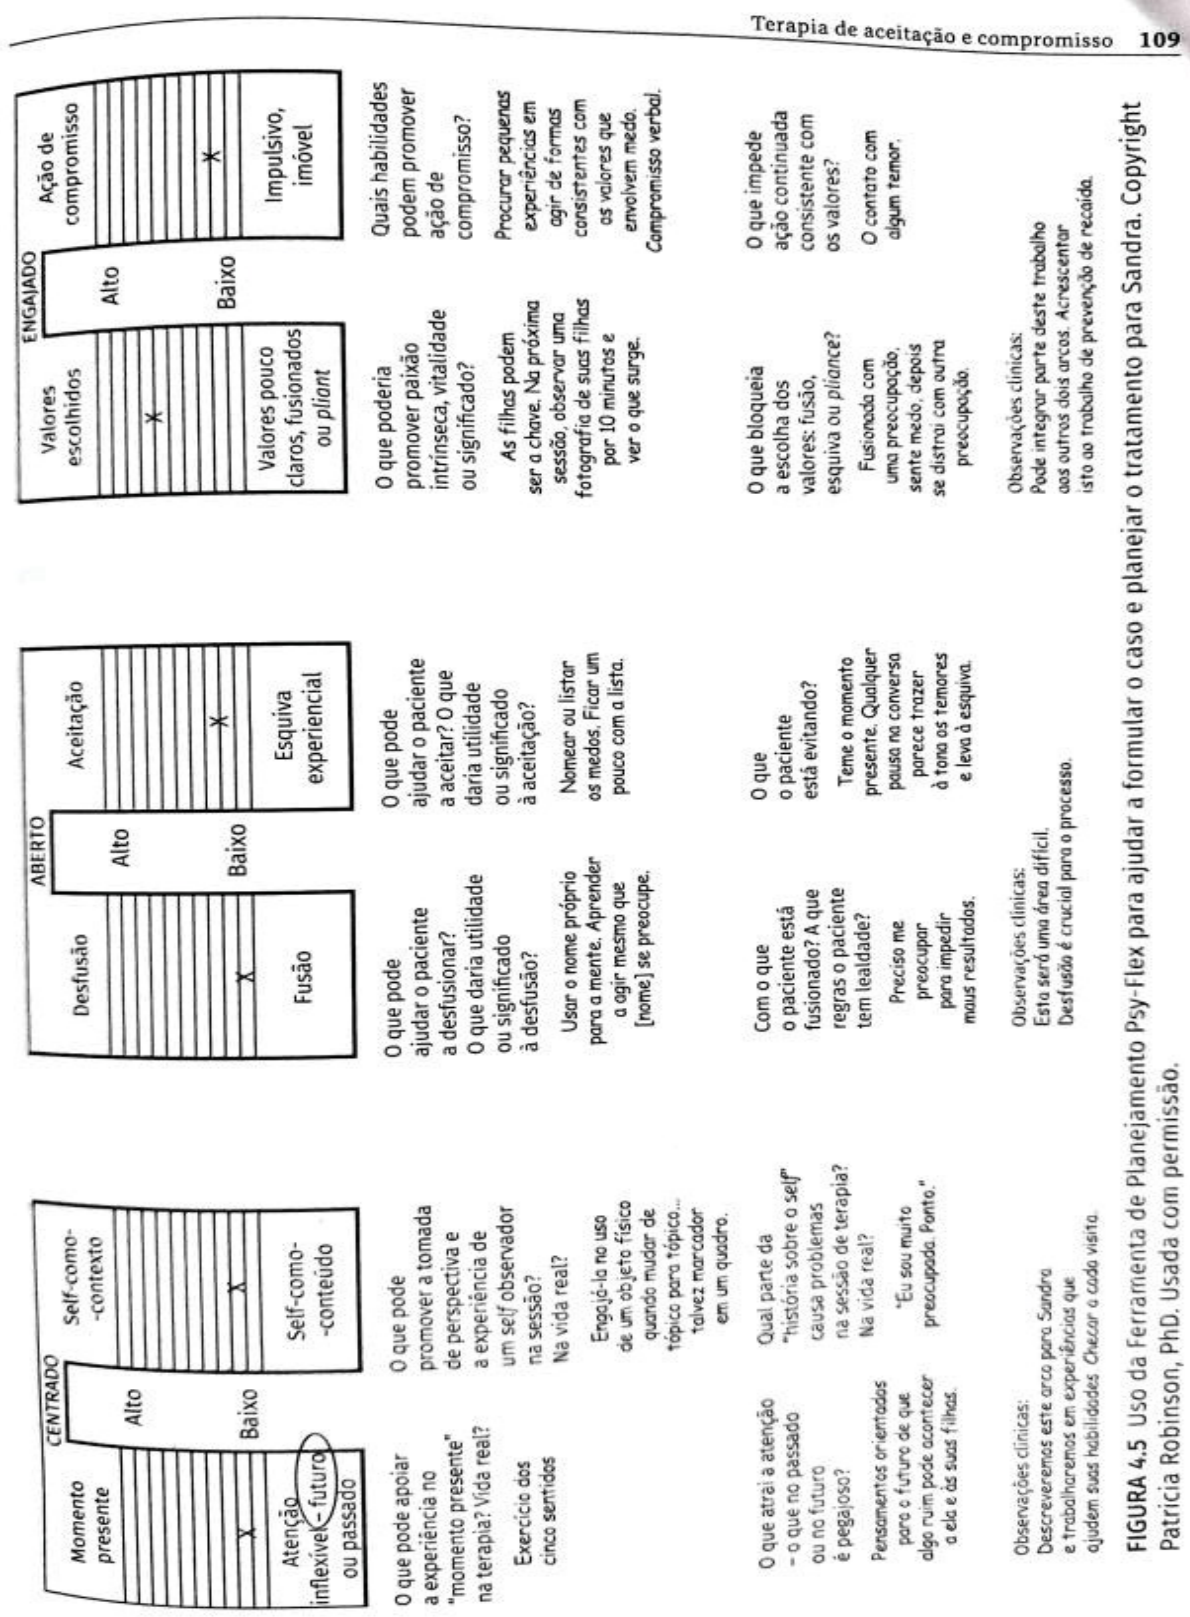 Terapia de aceitação e compromisso 109
CENTRADO
Momento
presente
Self-como-
-contexto
Alto
Baixo
X
X
Atenção
inflexível – futuro
ou passado
Self-como-
-conteúdo
O que pode apoiar
a experiência no
"momento presente"
na terapia? Vida real?
Exercício dos
cinco sentidos
O que pode
promover a tomada
de perspectiva e
a experiência de
um self observador
na sessão?
Na vida real?
Engajá-la no uso
de um objeto físico
quando mudar de
tópico para tópico...
talvez marcador
em um quadro.
O que atrai a atenção
– o que no passado
ou no futuro
é pegajoso?
Pensamentos orientados
para o futuro de que
algo ruim pode acontecer
a ela e às suas filhas.
Qual parte da
"história sobre o self"
causa problemas
na sessão de terapia?
Na vida real?
"Eu sou muito
preocupada. Ponto."
Observações clínicas:
Descreveremos este arco para Sandra
e trabalharemos em experiências que
ajudem suas habilidades. Checar a cada visita.
ABERTO
Desfusão
Aceitação
Alto
Baixo
X
X
Fusão
Esquiva
experiencial
O que pode
ajudar o paciente
a desfusionar?
O que daria utilidade
ou significado
à desfusão?
Usar o nome próprio
para a mente. Aprender
a agir mesmo que
[nome] se preocupe.
O que pode
ajudar o paciente
a aceitar? O que
daria utilidade
ou significado
à aceitação?
Nomear ou listar
os medos. Ficar um
pouco com a lista.
Com o que
o paciente está
fusionado? A que
regras o paciente
tem lealdade?
Preciso me
preocupar
para impedir
maus resultados.
O que
o paciente
está evitando?
Teme o momento
presente. Qualquer
pausa na conversa
parece trazer
à tona os temores
e leva à esquiva.
Observações clínicas:
Esta será uma área difícil.
Desfusão é crucial para o processo.
ENGAJADO
Valores
escolhidos
Ação de
compromisso
Alto
Baixo
X
X
Valores pouco
claros, fusionados
ou pliant
Impulsivo,
imóvel
O que poderia
promover paixão
intrínseca, vitalidade
ou significado?
As filhas podem
ser a chave. Na próxima
sessão, observar uma
fotografia de suas filhas
por 10 minutos e
ver o que surge.
Quais habilidades
podem promover
ação de
compromisso?
Procurar pequenas
experiências em
agir de formas
consistentes com
os valores que
envolvem medo.
Compromisso verbal.
O que bloqueia
a escolha dos
valores: fusão,
esquiva ou pliance?
Fusionada com
uma preocupação,
sente medo, depois
se distrai com outra
preocupação.
O que impede
ação continuada
consistente com
os valores?
O contato com
algum temor.
Observações clínicas:
Pode integrar parte deste trabalho
aos outros dois arcos. Acrescentar
isto ao trabalho de prevenção de recaída.
FIGURA 4.5 Uso da Ferramenta de Planejamento Psy-Flex para ajudar a formular o caso e planejar o tratamento para Sandra. Copyright
Patricia Robinson, PhD. Usada com permissão.